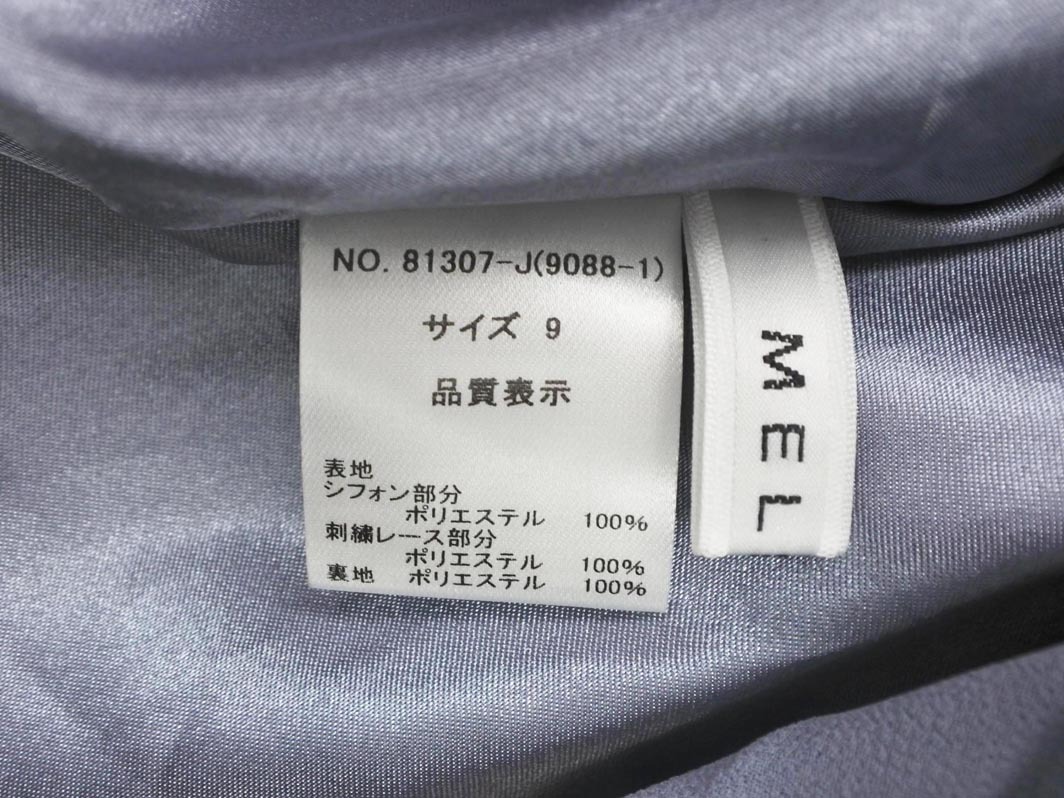 NO. 81307-J(9088-1)
サイズ 9
品質表示
表地
シフォン部分
ポリエステル 100%
刺繍レース部分
ポリエステル 100%
裏地 ポリエステル 100%
MEL